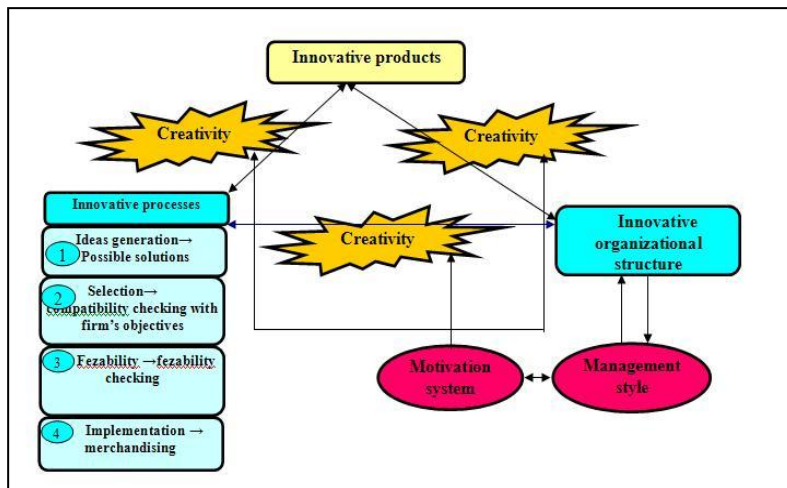 Innovative products
Creativity
Creativity
Innovative processes
Creativity
Innovative
organizational
structure
1
Ideas generation→
Possible solutions
2
Selection→
compatibility checking with
firm's objectives
3
Fezability →fezability
checking
4
Implementation →
merchandising
Motivation
system
Management
style